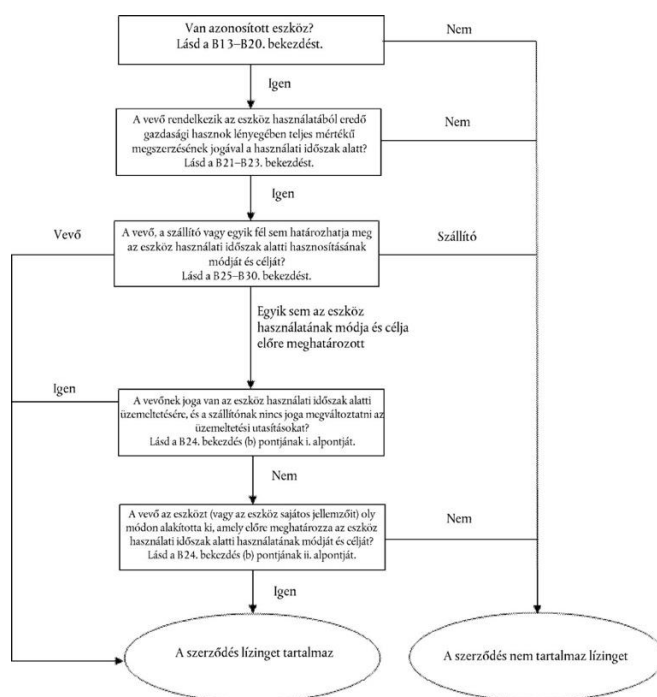 Van azonosított eszköz?
Lásd a B13–B20. bekezdést.
Nem
Igen
A vevő rendelkezik az eszköz használatából eredő
gazdasági hasznok lényegében teljes mértékű
megszerzésének jogával a használati időszak alatt?
Lásd a B21–B23. bekezdést.
Nem
Igen
Vevő
A vevő, a szállító vagy egyik fél sem határozhatja meg
az eszköz használati időszak alatti hasznosításának
módját és célját?
Lásd a B25–B30. bekezdést.
Szállító
Egyik sem az eszköz
használatának módja és célja
előre meghatározott
Igen
A vevőnek joga van az eszköz használati időszak alatti
üzemeltetésére, és a szállítónak nincs joga megváltoztatni az
üzemeltetési utasításokat?
Lásd a B24. bekezdés (b) pontjának i. alpontját.
Nem
A vevő az eszközt (vagy az eszköz sajátos jellemzőit) oly
módon alakította ki, amely előre meghatározza az eszköz
használati időszak alatti használatának módját és célját?
Lásd a B24. bekezdés (b) pontjának ii. alpontját.
Nem
Igen
A szerződés lízinget tartalmaz
A szerződés nem tartalmaz lízinget